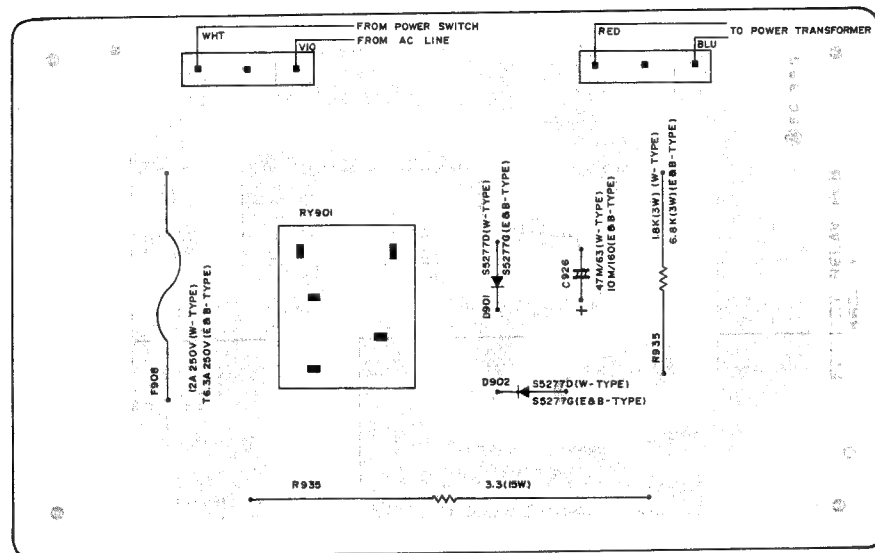 WHT
FROM POWER SWITCH
VIO
FROM AC LINE
RED
BLU
TO POWER TRANSFORMER
RY901
F908
(2A 250V (W-TYPE)
T6.3A 250V (E&B-TYPE)
D901
S5277D(W-TYPE)
S5277G(E&B-TYPE)
C926
47M/63(W-TYPE)
10M/160(E&B-TYPE)
R935
1.8K(3W) (W-TYPE)
6.8K(3W)(E&B-TYPE)
D902
S5277D(W-TYPE)
S5277G(E&B-TYPE)
R935
3.3(15W)